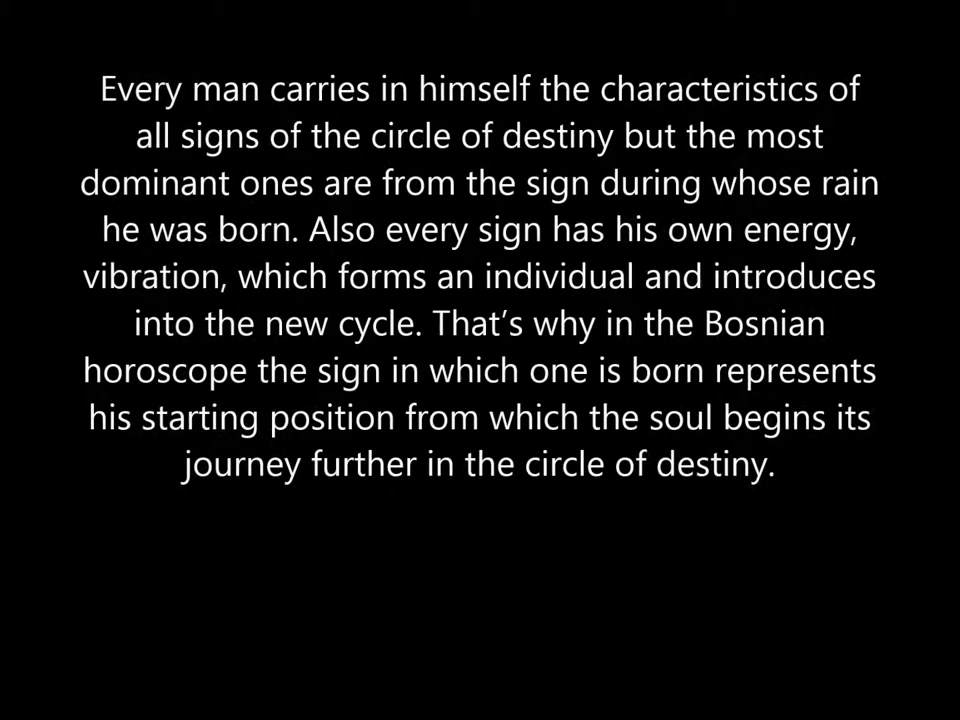 Every man carries in himself the characteristics of
all signs of the circle of destiny but the most
dominant ones are from the sign during whose rain
he was born. Also every sign has his own energy,
vibration, which forms an individual and introduces
into the new cycle. That’s why in the Bosnian
horoscope the sign in which one is born represents
his starting position from which the soul begins its
journey further in the circle of destiny.